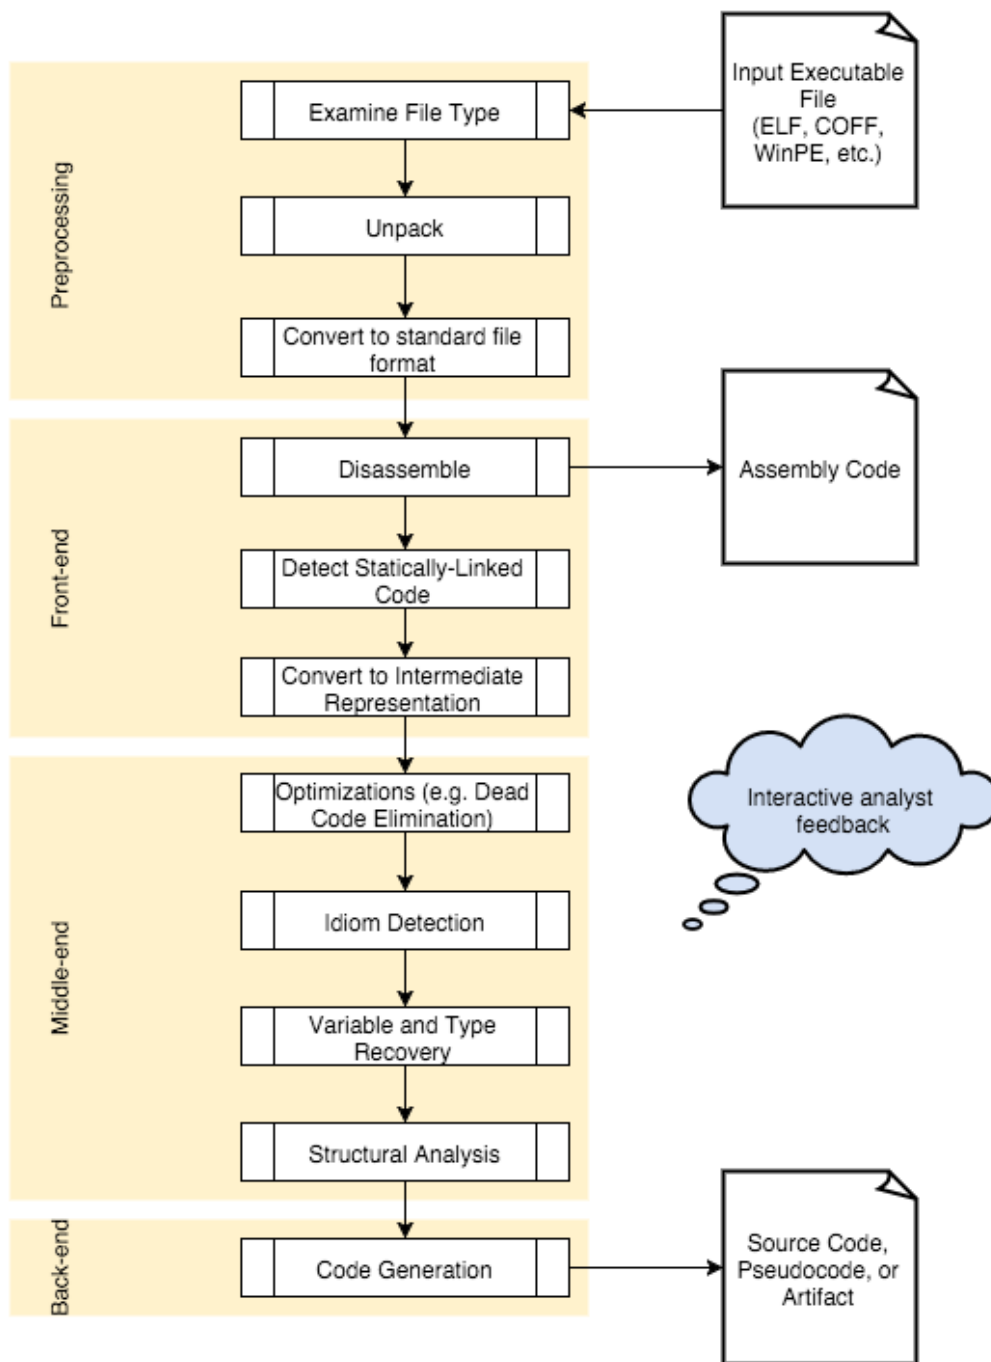 Input Executable
File
(ELF, COFF,
WinPE, etc.)
Preprocessing
Examine File Type
Unpack
Convert to standard file
format
Front-end
Disassemble
Assembly Code
Detect Statically-Linked
Code
Convert to Intermediate
Representation
Middle-end
Optimizations (e.g. Dead
Code Elimination)
Interactive analyst
feedback
Idiom Detection
Variable and Type
Recovery
Structural Analysis
Back-end
Code Generation
Source Code,
Pseudocode, or
Artifact